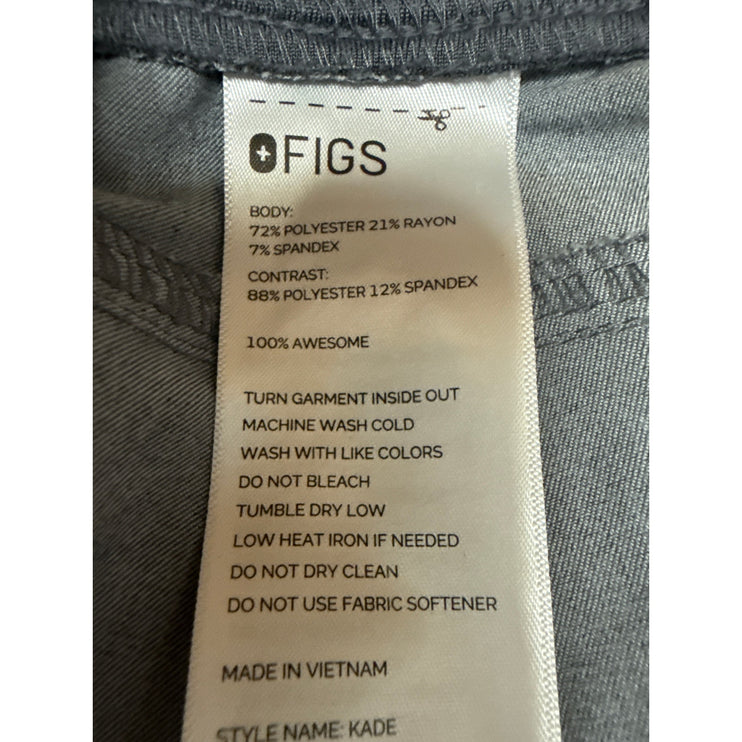 FIGS
BODY:
72% POLYESTER 21% RAYON
7% SPANDEX
CONTRAST:
88% POLYESTER 12% SPANDEX
100% AWESOME
TURN GARMENT INSIDE OUT
MACHINE WASH COLD
WASH WITH LIKE COLORS
DO NOT BLEACH
TUMBLE DRY LOW
LOW HEAT IRON IF NEEDED
DO NOT DRY CLEAN
DO NOT USE FABRIC SOFTENER
MADE IN VIETNAM
STYLE NAME: KADE